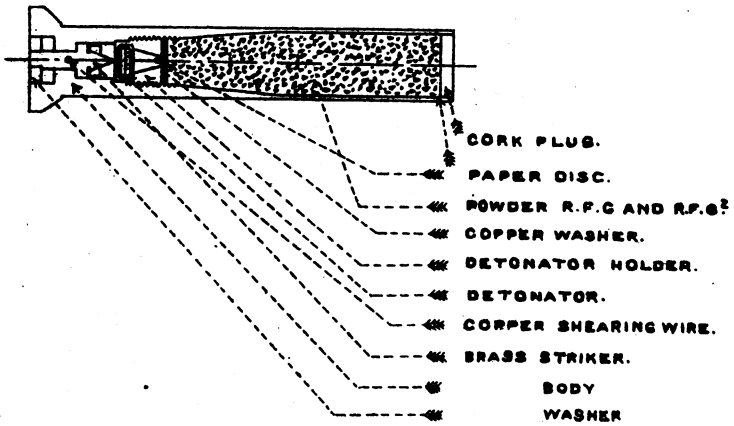 CORK PLUG.
PAPER DISC.
POWDER R.F.G AND R.F.G².
COPPER WASHER.
DETONATOR HOLDER.
DETONATOR.
COPPER SHEARING WIRE.
BRASS STRIKER.
BODY
WASHER